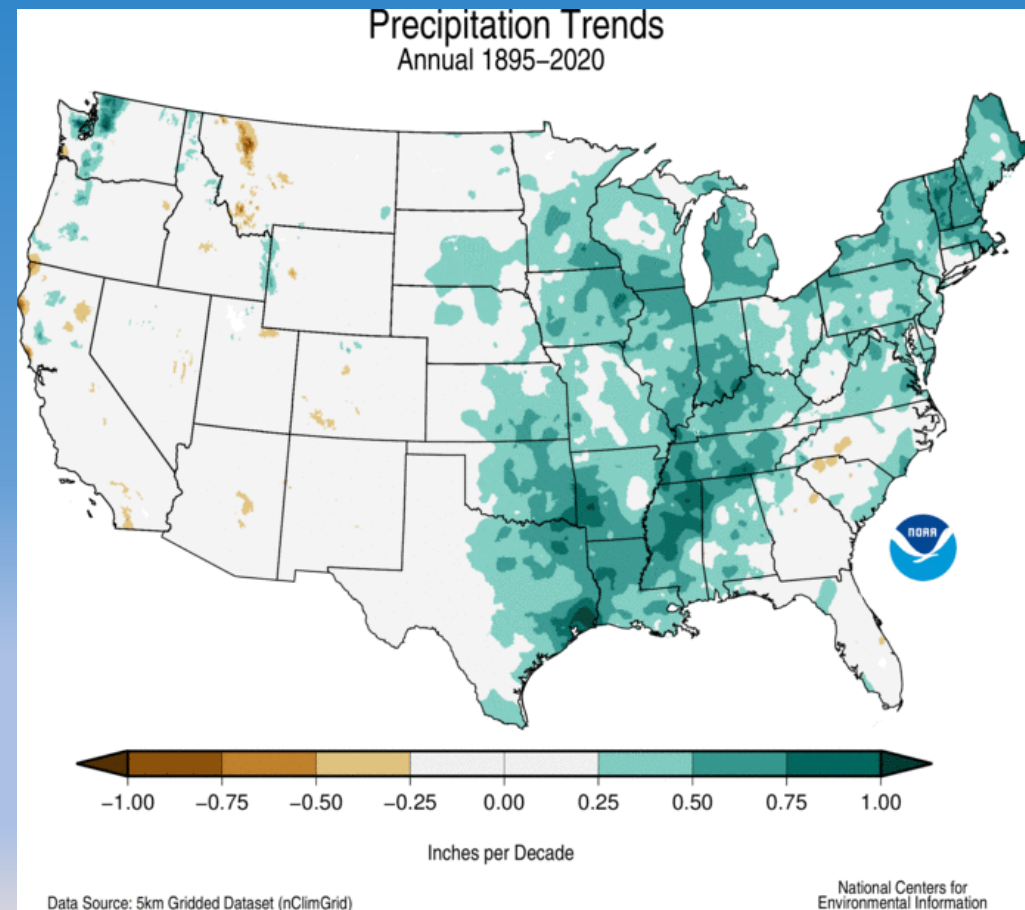 Precipitation Trends
Annual 1895–2020
NOAA
−1.00 −0.75 −0.50 −0.25 0.00 0.25 0.50 0.75 1.00
Inches per Decade
Data Source: 5km Gridded Dataset (nClimGrid)
National Centers for
Environmental Information